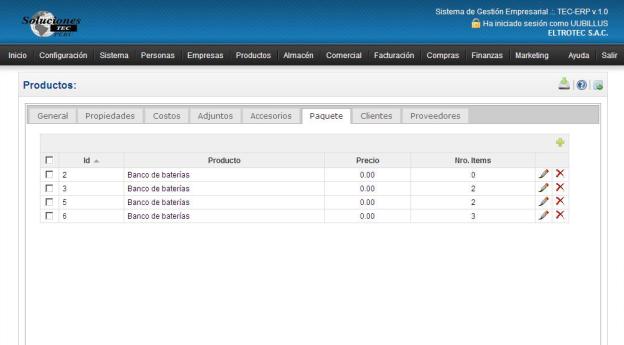 Soluciones
TEC
PERU
Sistema de Gestión Empresarial .:. TEC-ERP v.1.0
Ha iniciado sesión como UUBILLUS
ELTROTEC S.A.C.
Inicio Configuración Sistema Personas Empresas Productos Almacén Comercial Facturación Compras Finanzas Marketing Ayuda Salir
Productos:
General Propiedades Costos Adjuntos Accesorios Paquete Clientes Proveedores
Id Producto Precio Nro. Items
2 Banco de baterías 0.00 0
3 Banco de baterías 0.00 2
5 Banco de baterías 0.00 2
6 Banco de baterías 0.00 3